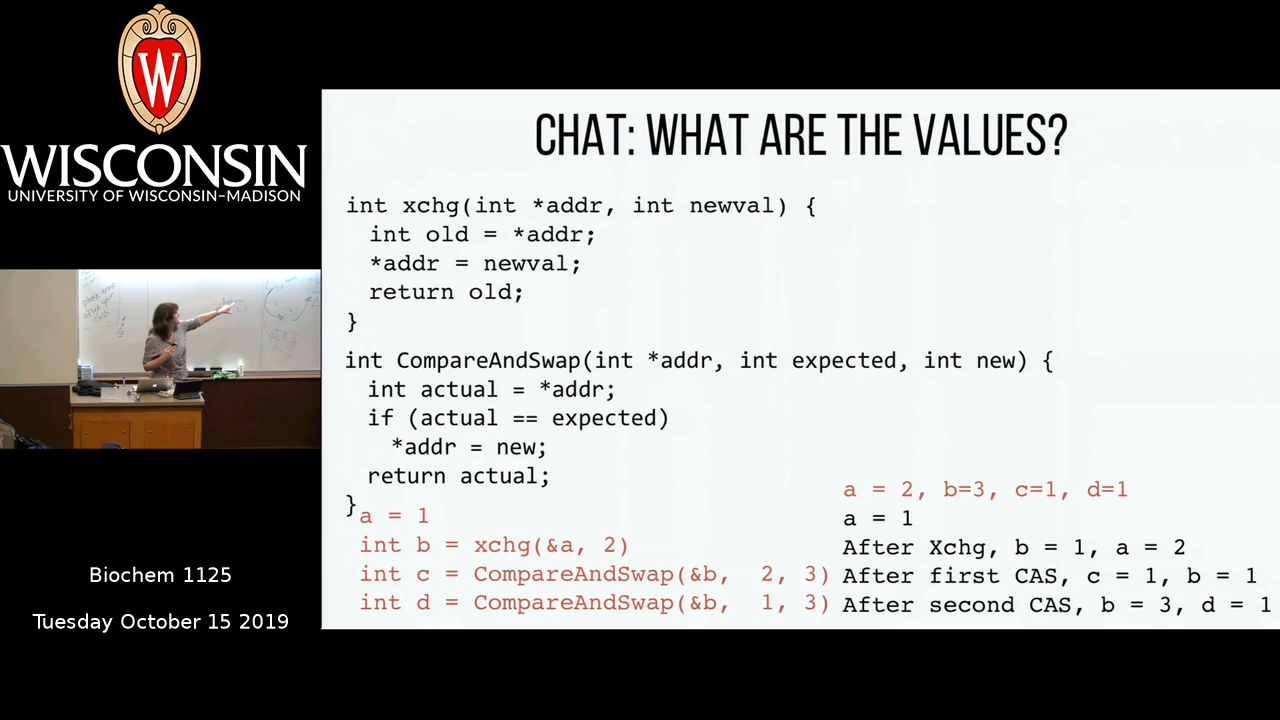 W
WISCONSIN
UNIVERSITY OF WISCONSIN–MADISON
please
Biochem 1125
Tuesday October 15 2019
CHAT: WHAT ARE THE VALUES?
int xchg(int *addr, int newval) {
int old = *addr;
*addr = newval;
return old;
}
int CompareAndSwap(int *addr, int expected, int new) {
int actual = *addr;
if (actual == expected)
*addr = new;
return actual;
}
a = 1
int b = xchg(&a, 2)
int c = CompareAndSwap(&b, 2, 3)
int d = CompareAndSwap(&b, 1, 3)
a = 2, b=3, c=1, d=1
a = 1
After Xchg, b = 1, a = 2
After first CAS, c = 1, b = 1
After second CAS, b = 3, d = 1